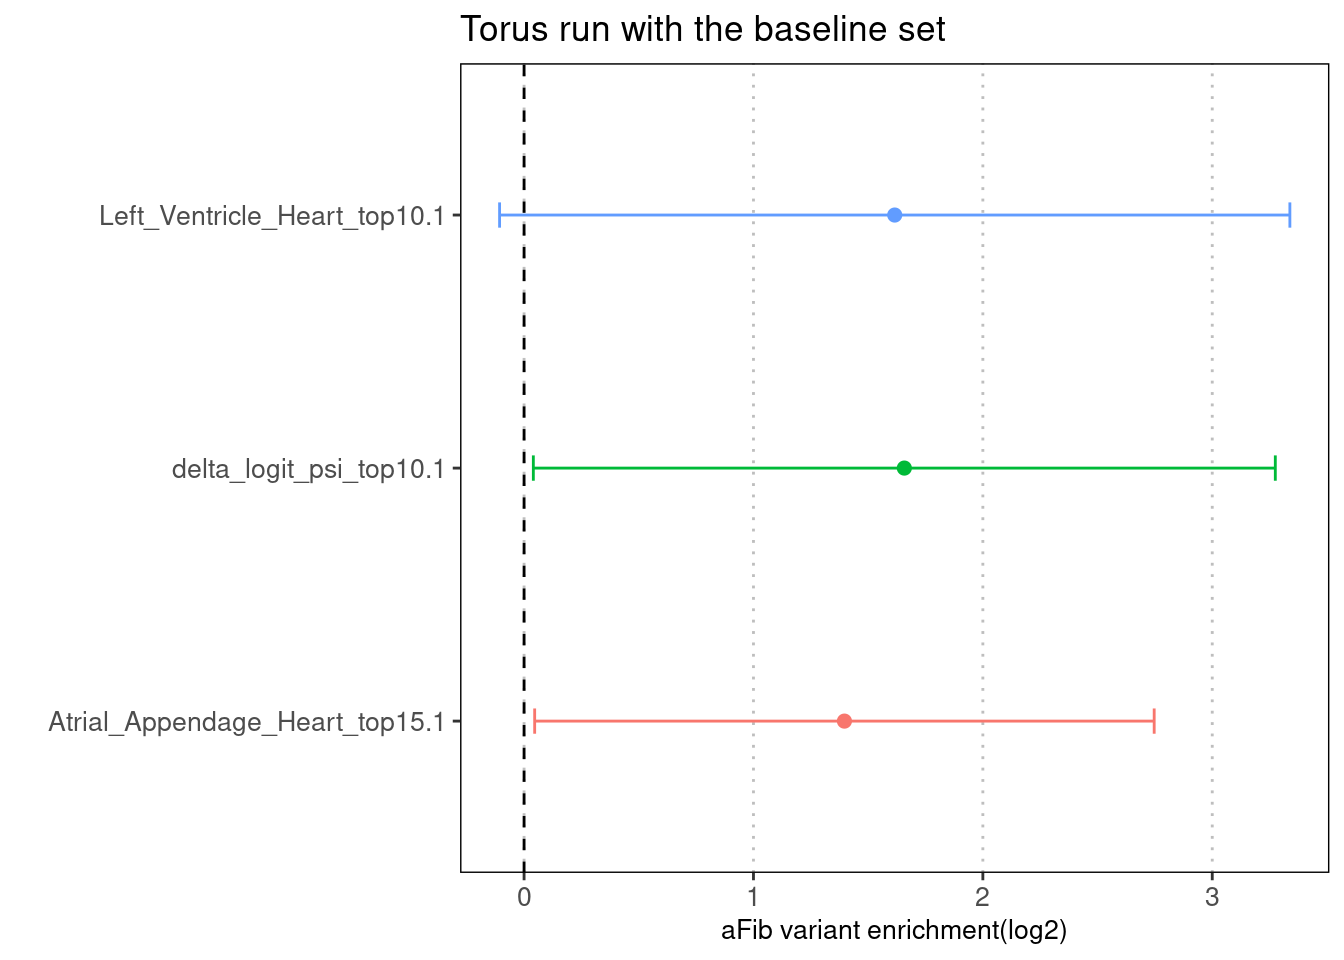 Torus run with the baseline set
Left_Ventricle_Heart_top10.1
delta_logit_psi_top10.1
Atrial_Appendage_Heart_top15.1
0 1 2 3
aFib variant enrichment(log2)